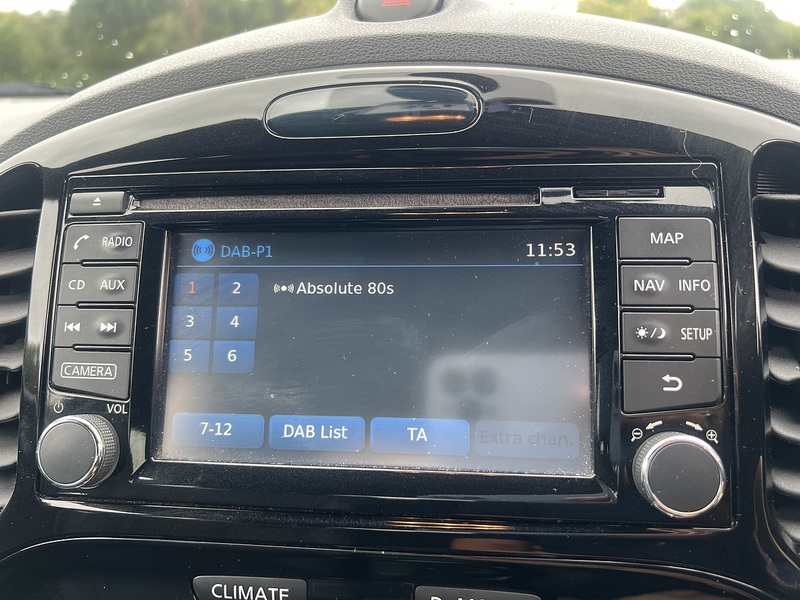 DAB-P1
11:53
1 2
3 4
5 6
Absolute 80s
7-12
DAB List
TA
Extra chan.
RADIO
CD AUX
CAMERA
VOL
MAP
NAV INFO
SETUP
CLIMATE